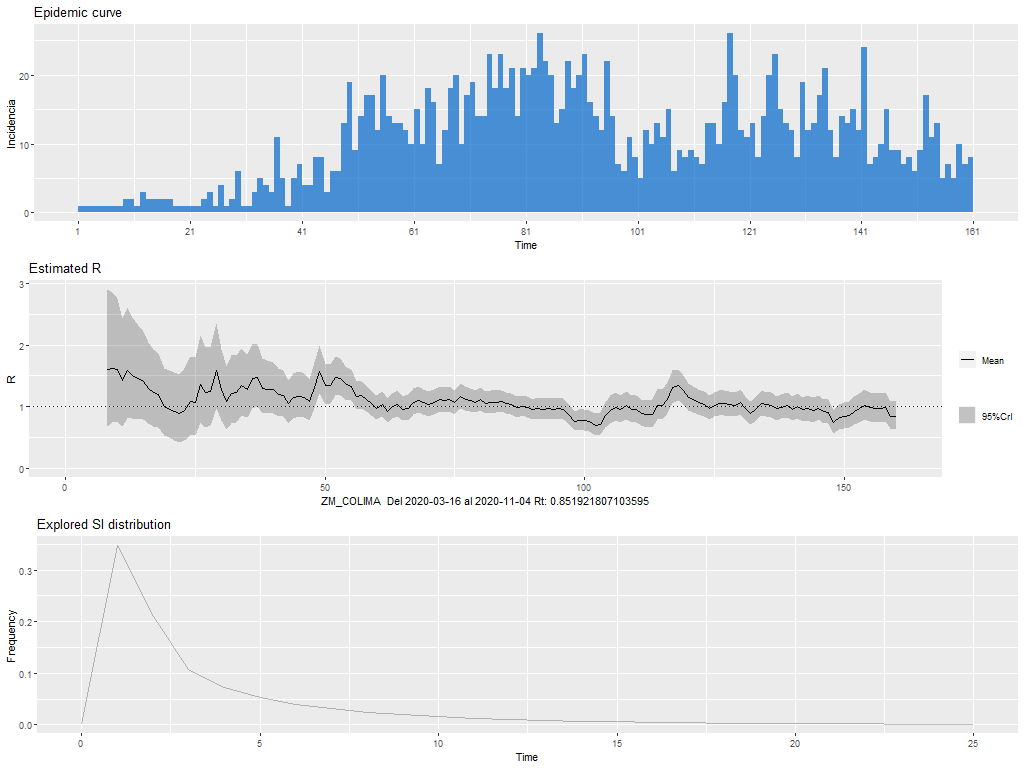 Epidemic curve
20
10
0
Incidencia
1 21 41 61 81 101 121 141 161
Time
Estimated R
3
2
1
0
R
0 50 100 150
ZM_COLIMA Del 2020-03-16 al 2020-11-04 Rt: 0.851921807103595
Mean
95%CrI
Explored SI distribution
0.3
0.2
0.1
0.0
Frequency
0 5 10 15 20 25
Time